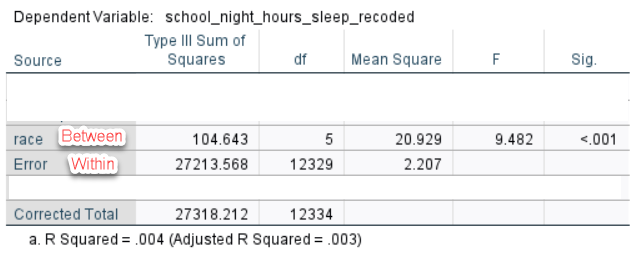 Dependent Variable: school_night_hours_sleep_recoded
Source Type III Sum of Squares df Mean Square F Sig.
race Between 104.643 5 20.929 9.482 <.001
Error Within 27213.568 12329 2.207
Corrected Total 27318.212 12334
a. R Squared = .004 (Adjusted R Squared = .003)